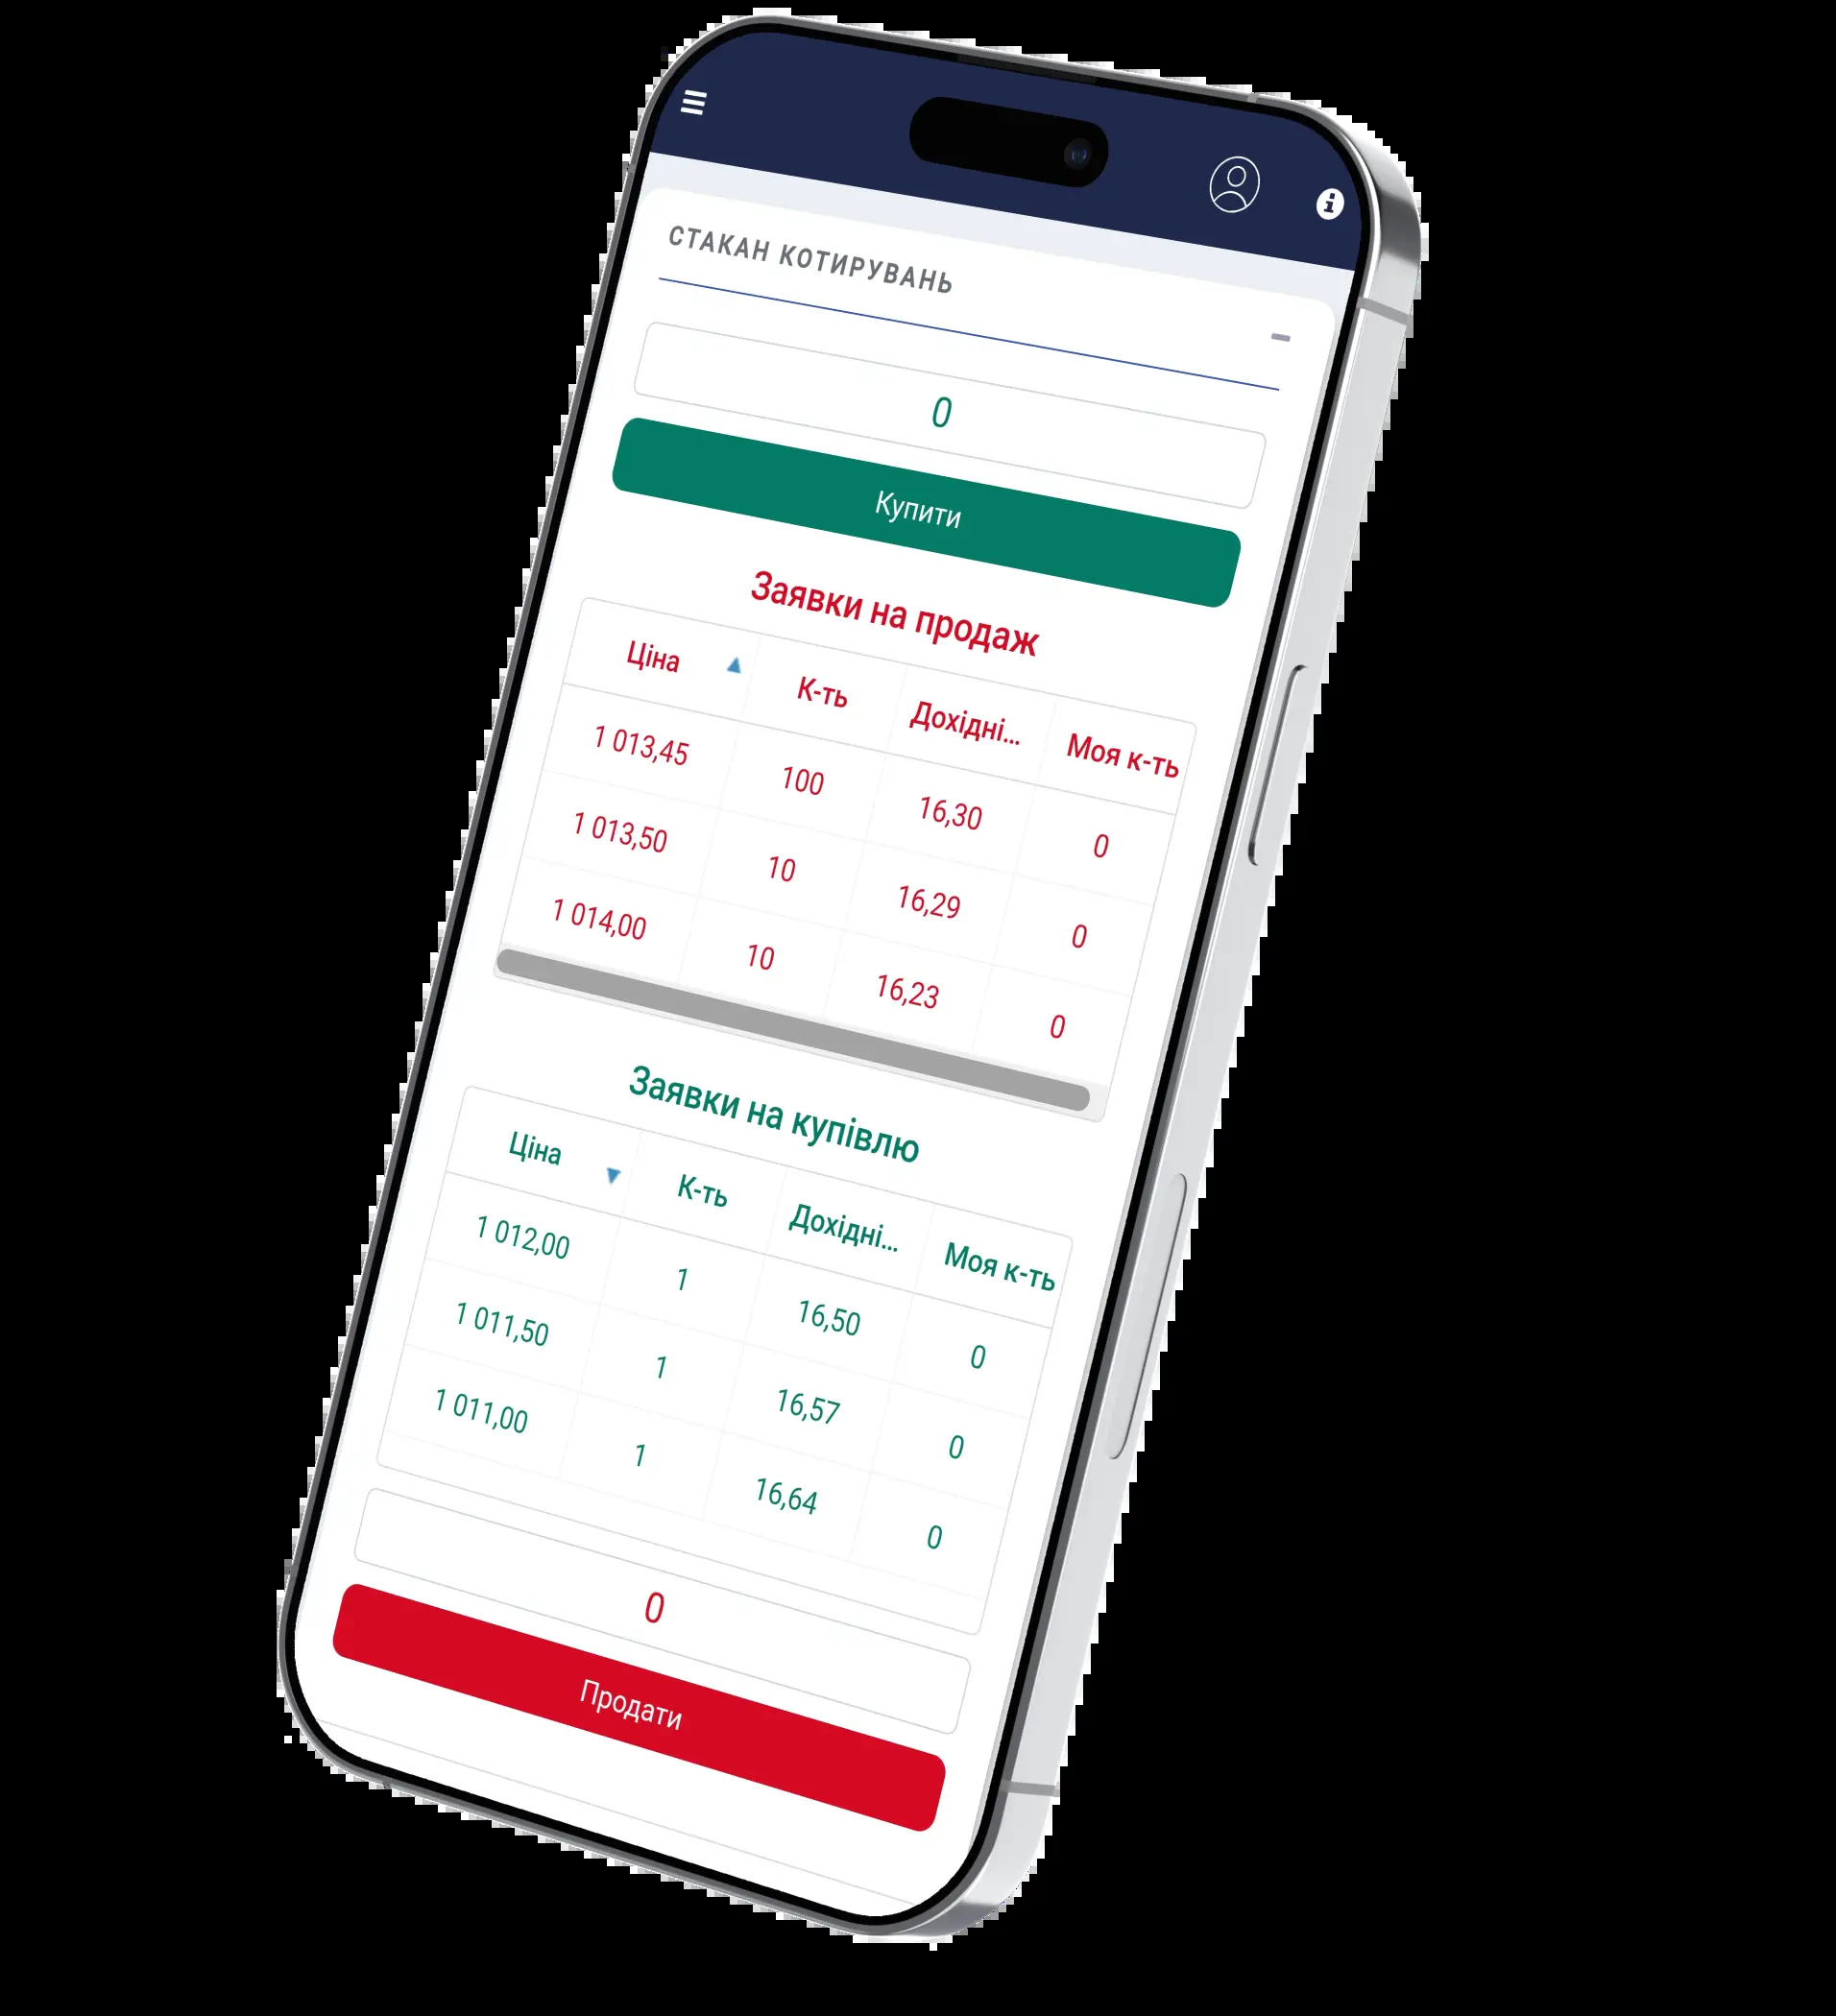 СТАКАН КОТИРУВАНЬ
0
Купити
Заявки на продаж
Ціна К-ть Дохідні... Моя к-ть
1 013,45 100 16,30 0
1 013,50 10 16,29 0
1 014,00 10 16,23 0
Заявки на купівлю
Ціна К-ть Дохідні... Моя к-ть
1 012,00 1 16,50 0
1 011,50 1 16,57 0
1 011,00 1 16,64 0
0
Продати